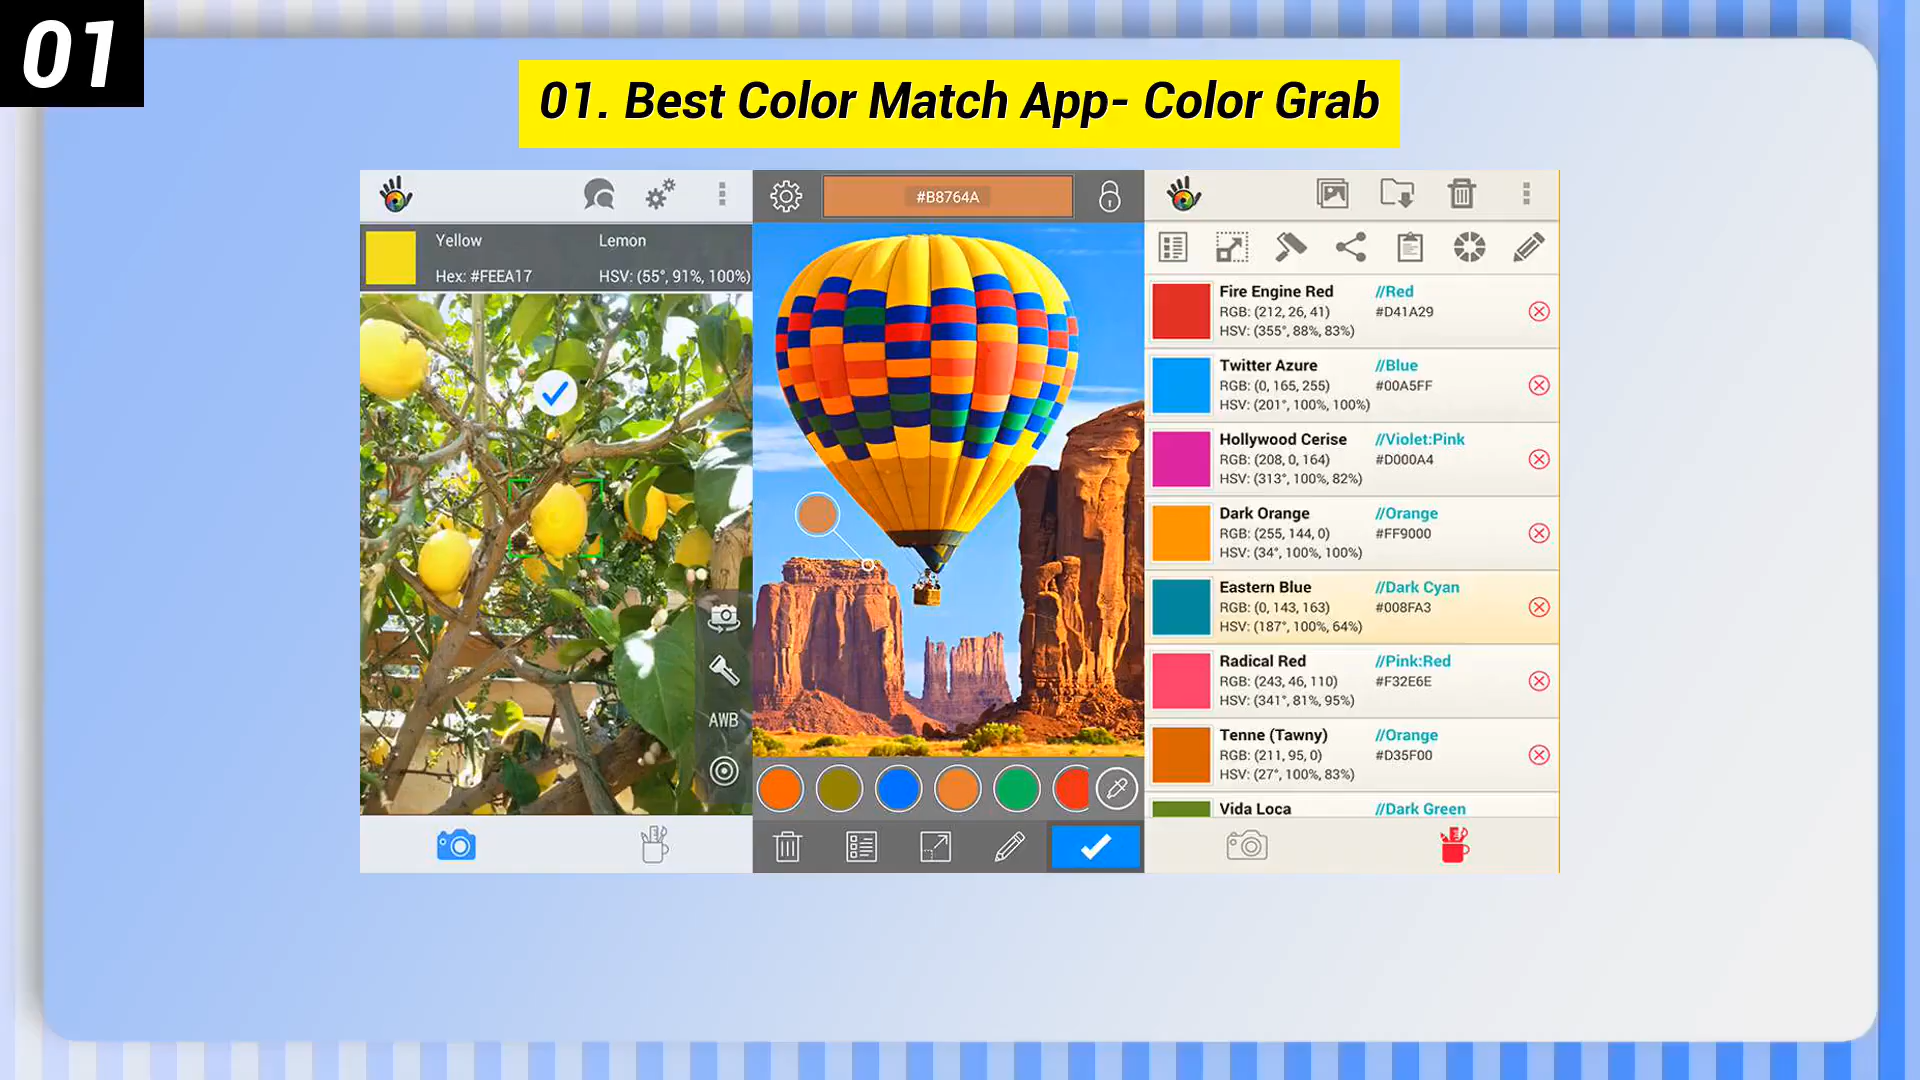 01
01. Best Color Match App- Color Grab
Yellow Lemon
Hex: #FEEA17 HSV: (55°, 91%, 100%)
AWB
#B8764A
Fire Engine Red //Red
RGB: (212, 26, 41) #D41A29
HSV: (355°, 88%, 83%)
Twitter Azure //Blue
RGB: (0, 165, 255) #00A5FF
HSV: (201°, 100%, 100%)
Hollywood Cerise //Violet:Pink
RGB: (208, 0, 164) #D000A4
HSV: (313°, 100%, 82%)
Dark Orange //Orange
RGB: (255, 144, 0) #FF9000
HSV: (34°, 100%, 100%)
Eastern Blue //Dark Cyan
RGB: (0, 143, 163) #008FA3
HSV: (187°, 100%, 64%)
Radical Red //Pink:Red
RGB: (243, 46, 110) #F32E6E
HSV: (341°, 81%, 95%)
Tenne (Tawny) //Orange
RGB: (211, 95, 0) #D35F00
HSV: (27°, 100%, 83%)
Vida Loca //Dark Green